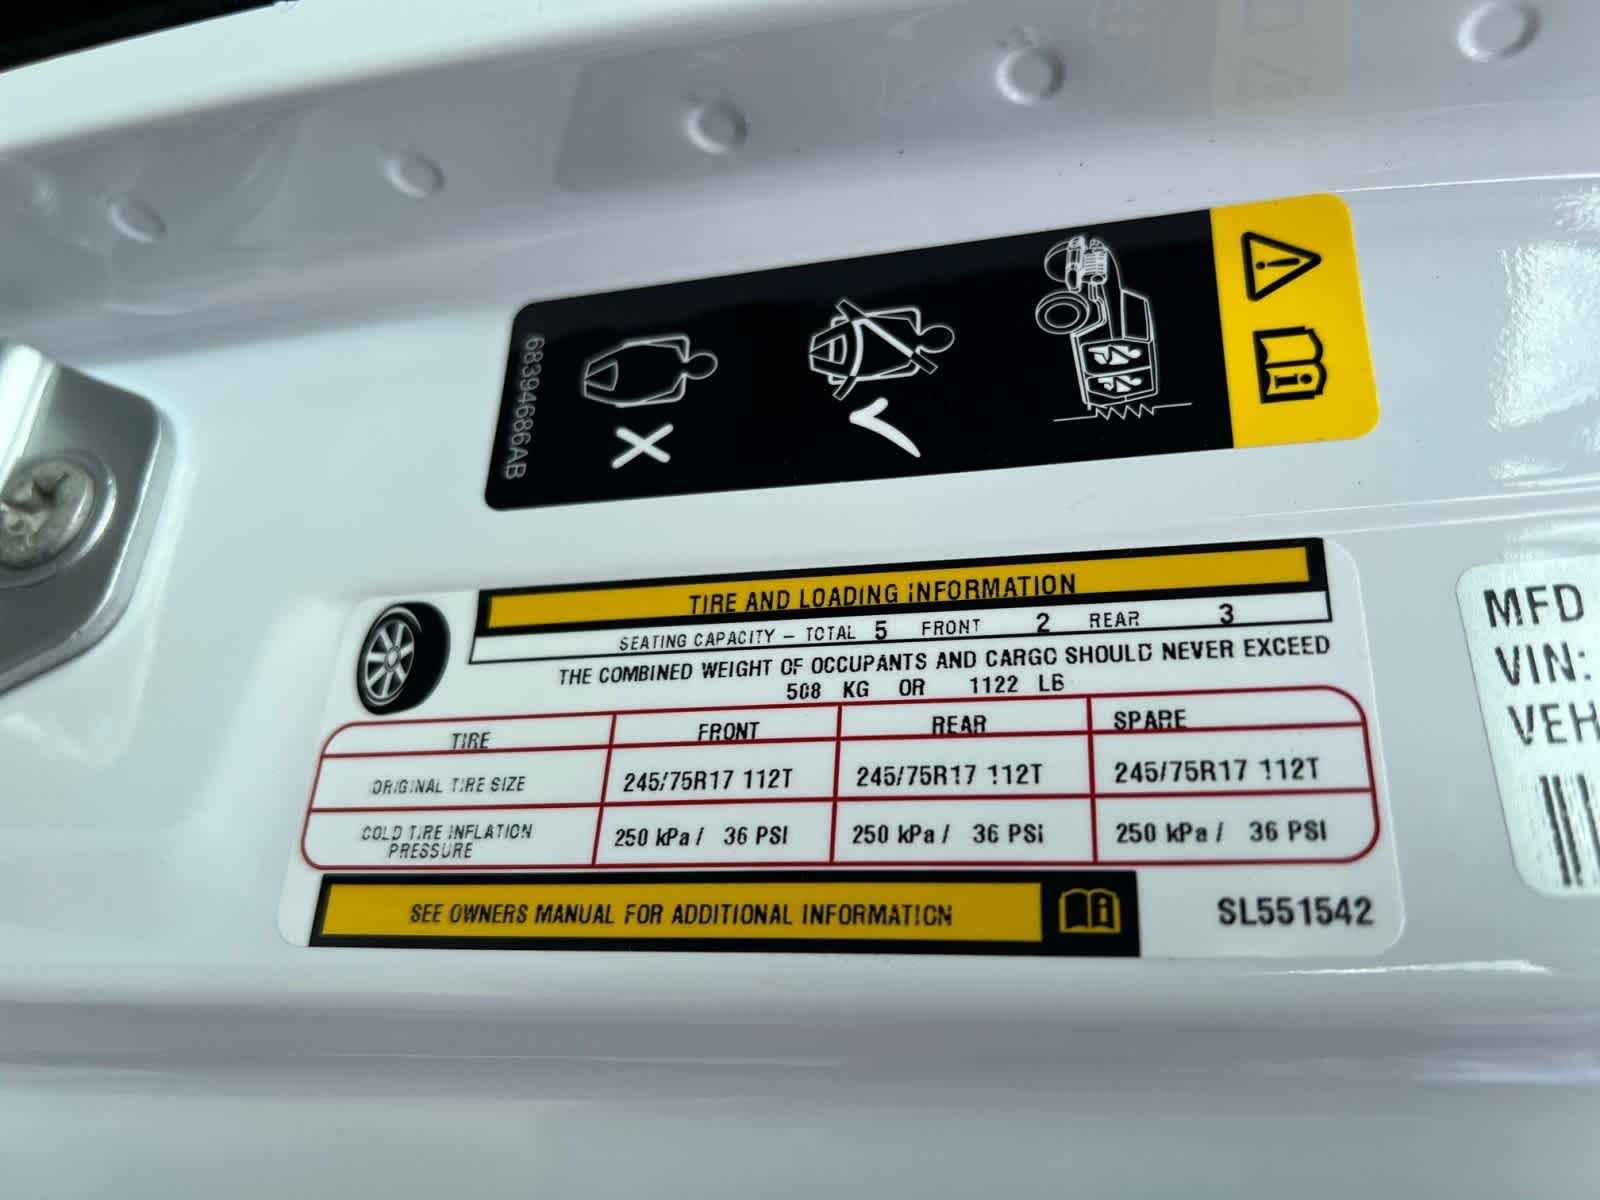 68394686AB
TIRE AND LOADING INFORMATION
SEATING CAPACITY – TOTAL 5 FRONT 2 REAR 3
THE COMBINED WEIGHT OF OCCUPANTS AND CARGO SHOULD NEVER EXCEED
508 KG OR 1122 LB
TIRE FRONT REAR SPARE
ORIGINAL TIRE SIZE 245/75R17 112T 245/75R17 112T 245/75R17 112T
COLD TIRE INFLATION
PRESSURE 250 kPa / 36 PSI 250 kPa / 36 PSI 250 kPa / 36 PSI
SEE OWNERS MANUAL FOR ADDITIONAL INFORMATION
SL551542
MFD
VIN:
VEH